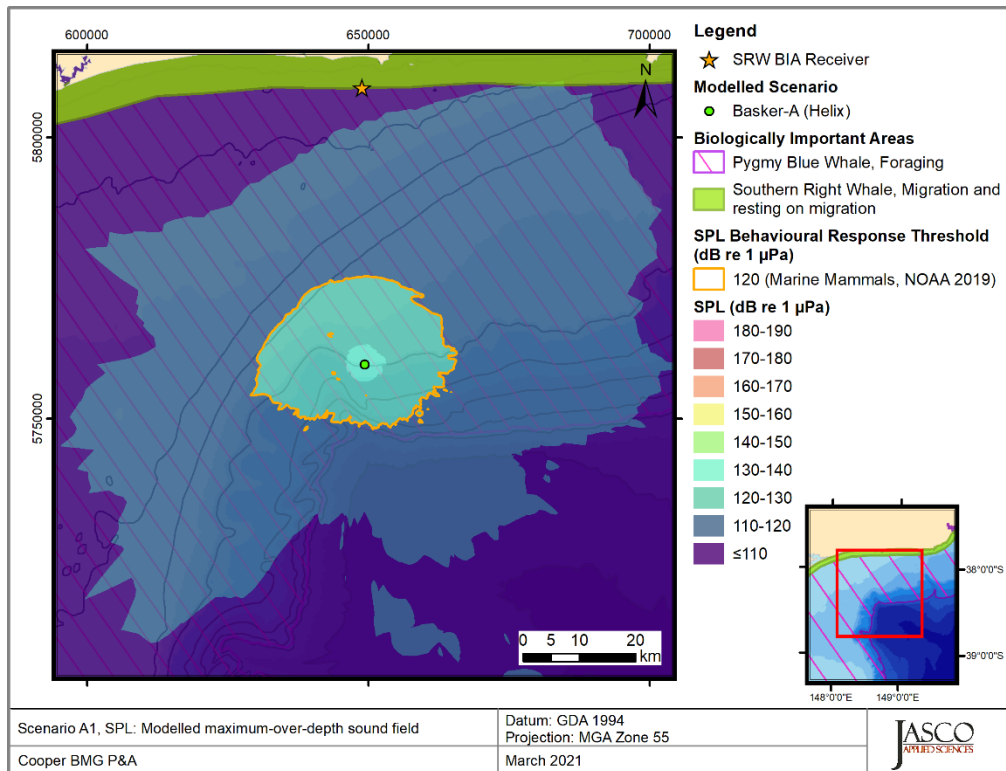 600000
650000
700000
5800000
5750000
N
0 5 10 20
km
Legend
SRW BIA Receiver
Modelled Scenario
Basker-A (Helix)
Biologically Important Areas
Pygmy Blue Whale, Foraging
Southern Right Whale, Migration and
resting on migration
SPL Behavioural Response Threshold
(dB re 1 µPa)
120 (Marine Mammals, NOAA 2019)
SPL (dB re 1 µPa)
180-190
170-180
160-170
150-160
140-150
130-140
120-130
110-120
≤110
38°0'0"S
39°0'0"S
148°0'0"E
149°0'0"E
Scenario A1, SPL: Modelled maximum-over-depth sound field
Cooper BMG P&A
Datum: GDA 1994
Projection: MGA Zone 55
March 2021
JASCO
APPLIED SCIENCES